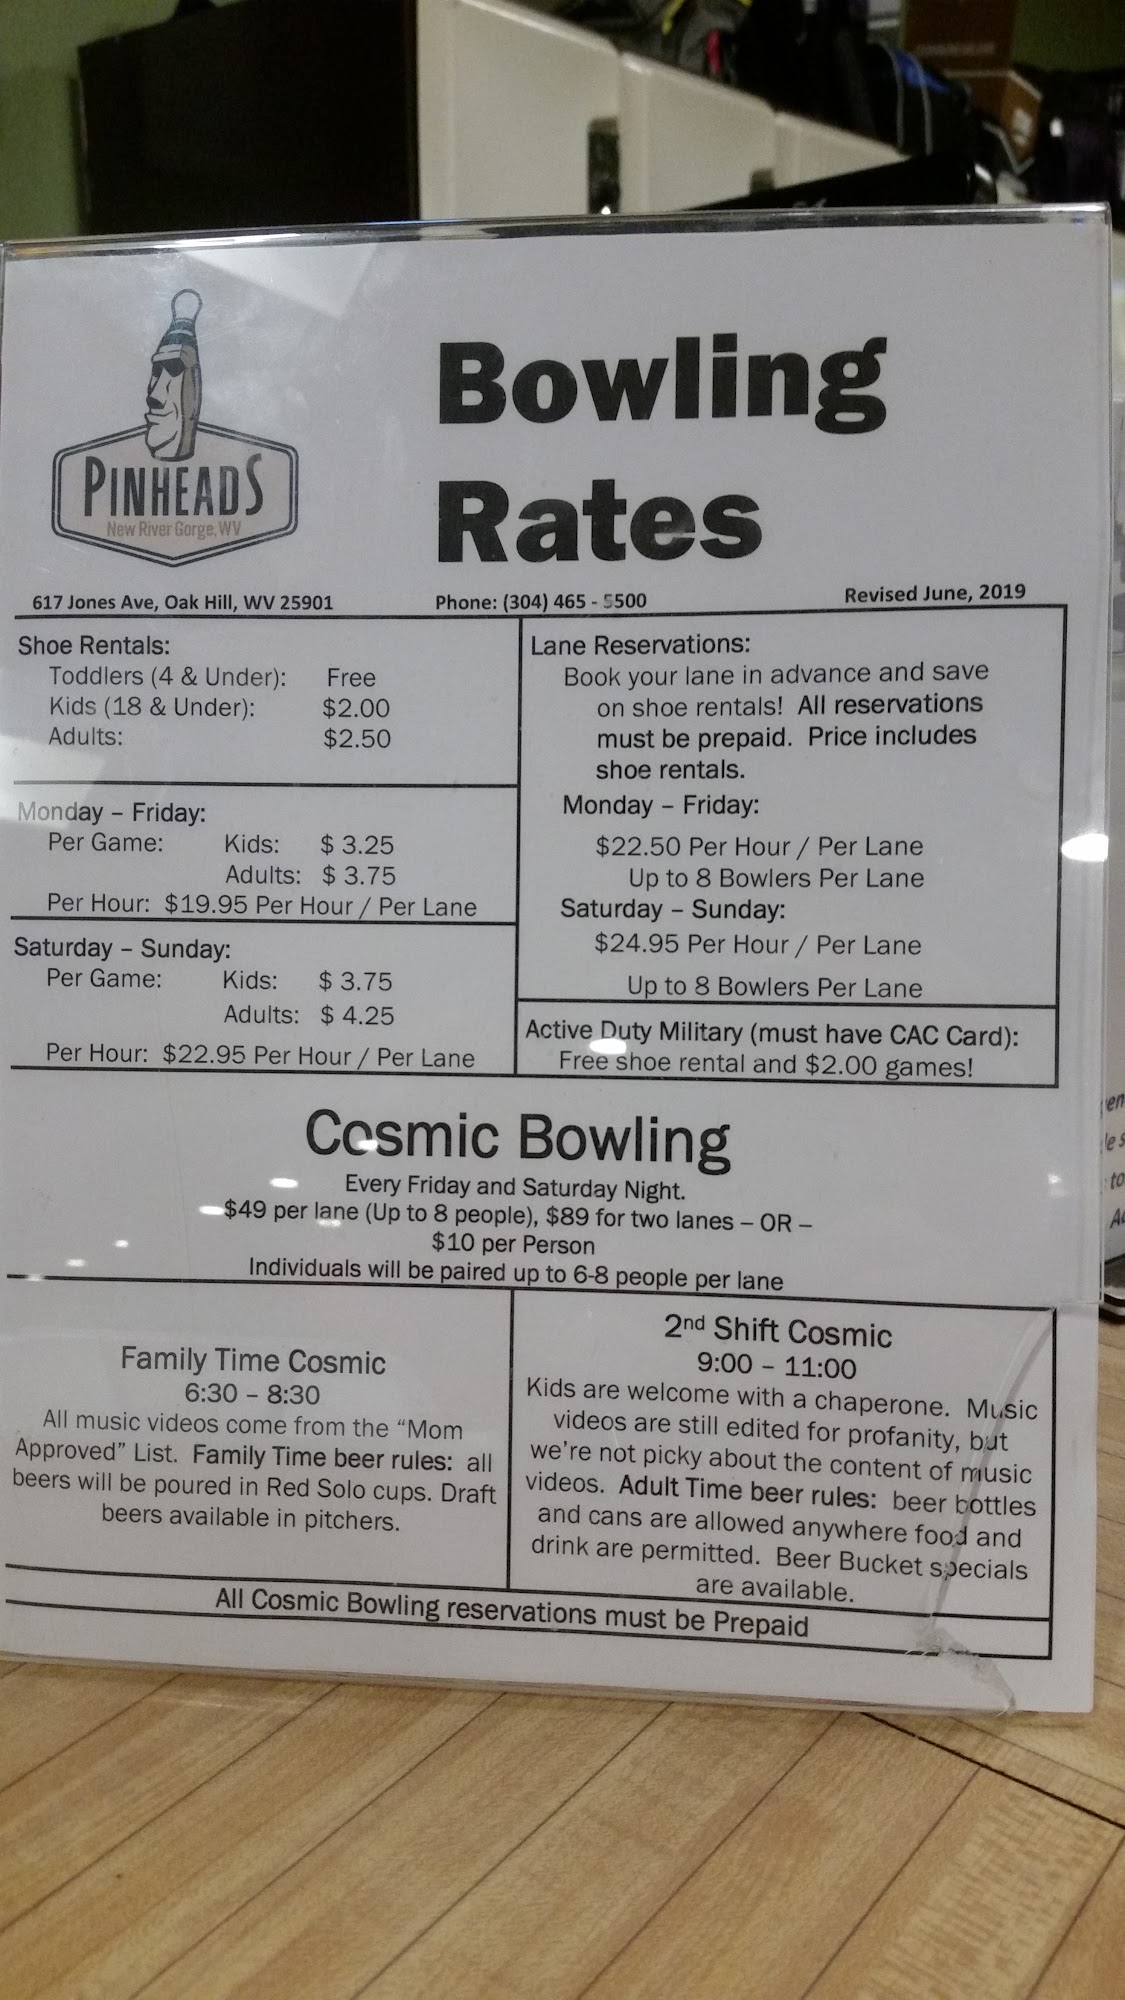 Bowling
Rates
PINHEADS
New River Gorge, WV
617 Jones Ave, Oak Hill, WV 25901 Phone: (304) 465 - 5500 Revised June, 2019
Shoe Rentals:
Toddlers (4 & Under): Free
Kids (18 & Under): $2.00
Adults: $2.50
Monday – Friday:
Per Game: Kids: $ 3.25
Adults: $ 3.75
Per Hour: $19.95 Per Hour / Per Lane
Saturday – Sunday:
Per Game: Kids: $ 3.75
Adults: $ 4.25
Per Hour: $22.95 Per Hour / Per Lane
Lane Reservations:
Book your lane in advance and save
on shoe rentals! All reservations
must be prepaid. Price includes
shoe rentals.
Monday – Friday:
$22.50 Per Hour / Per Lane
Up to 8 Bowlers Per Lane
Saturday – Sunday:
$24.95 Per Hour / Per Lane
Up to 8 Bowlers Per Lane
Active Duty Military (must have CAC Card):
Free shoe rental and $2.00 games!
Cosmic Bowling
Every Friday and Saturday Night.
$49 per lane (Up to 8 people), $89 for two lanes – OR –
$10 per Person
Individuals will be paired up to 6-8 people per lane
Family Time Cosmic
6:30 – 8:30
All music videos come from the “Mom
Approved” List. Family Time beer rules: all
beers will be poured in Red Solo cups. Draft
beers available in pitchers.
2nd Shift Cosmic
9:00 – 11:00
Kids are welcome with a chaperone. Music
videos are still edited for profanity, but
we're not picky about the content of music
videos. Adult Time beer rules: beer bottles
and cans are allowed anywhere food and
drink are permitted. Beer Bucket specials
are available.
All Cosmic Bowling reservations must be Prepaid